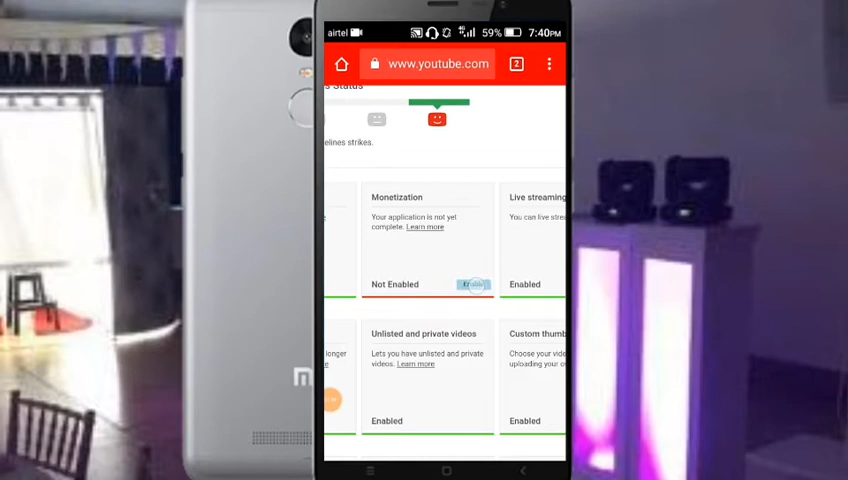 airtel
59%
7:40PM
www.youtube.com
2
s Status
elines strikes.
Monetization
Live streaming
Your application is not yet
complete. Learn more
You can live strea
Not Enabled
Enable
Enabled
Unlisted and private videos
Custom thumb
longer
Lets you have unlisted and private
videos. Learn more
Choose your vide
uploading your o
Enabled
Enabled